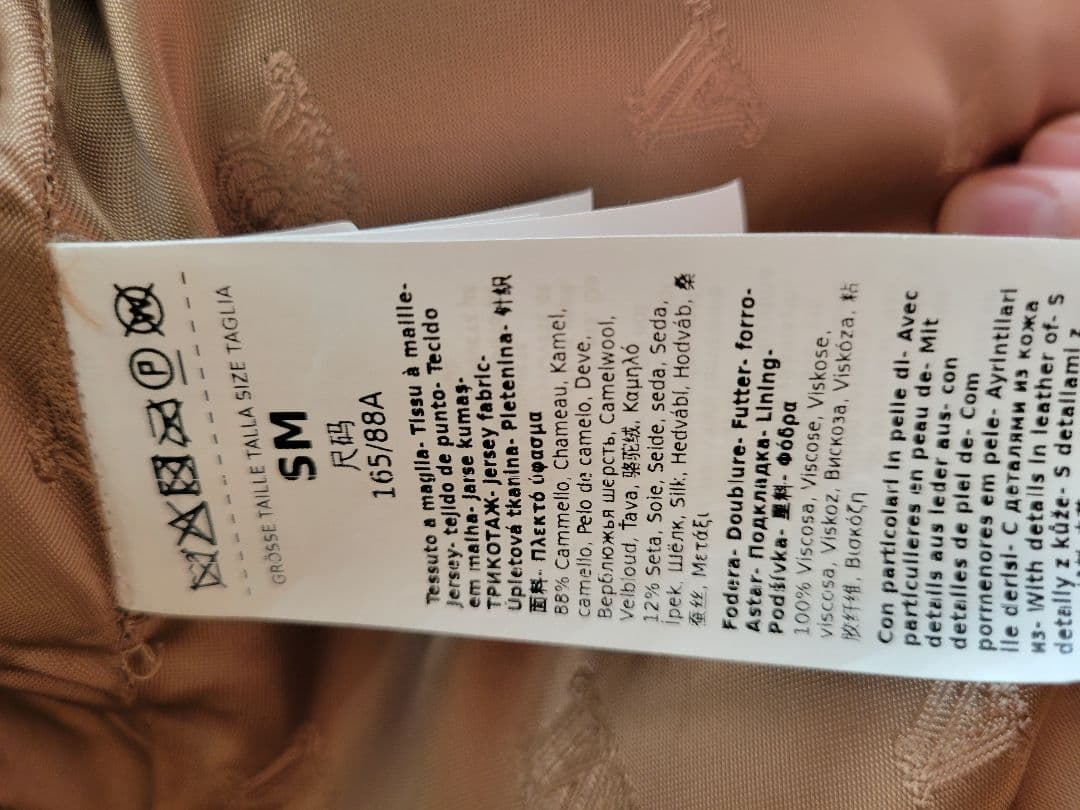 P
W
GRÖSSE TAILLE TALLA SIZE TAGLIA
SM
尺码
165/88A
Tessuto a maglia- Tissu à maille-
Jersey- tejido de punto- Tecido
em malha- Jarse kumaş-
ТРИКОТАЖ- Jersey fabric-
Úpletová tkanina- Pletenina- 针织
面料- Πλεκτό ύφασμα
88% Cammello, Chameau, Kamel,
camello, Pelo de camelo, Deve,
Верблюжья шерсть, Camelwool,
Velbloud, Tava, 骆驼绒, Καμηλό
12% Seta, Soie, Seide, seda, Seda,
İpek, Шёлк, Silk, Hedvábí, Hodváb, 桑
蚕丝, Μετάξι
Fodera- Doublure- Futter- forro-
Astar- Подкладка- Lining-
Podšívka- 里料- φόδρα
100% Viscosa, Viscose, Viskose,
viscosa, Viskoz, Вискоза, Viskóza, 粘
胶纤维, Βισκόζη
Con particolari in pelle di- Avec
particulieres en peau de- Mit
details aus leder aus- con
detalles de piel de- Com
pormenores em pele- Ayrintilari
ile derisi- С деталями из кожа
из- With details in leather of- S
detaily z kůže- S detailami z